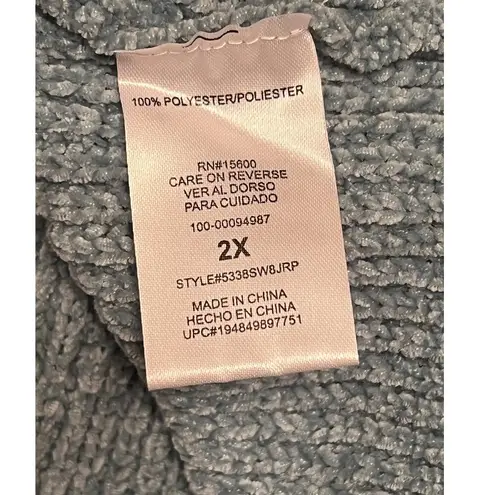 100% POLYESTER/POLIESTER
RN#15600
CARE ON REVERSE
VER AL DORSO
PARA CUIDADO
100-00094987
2X
STYLE#5338SW8JRP
MADE IN CHINA
HECHO EN CHINA
UPC#194849897751